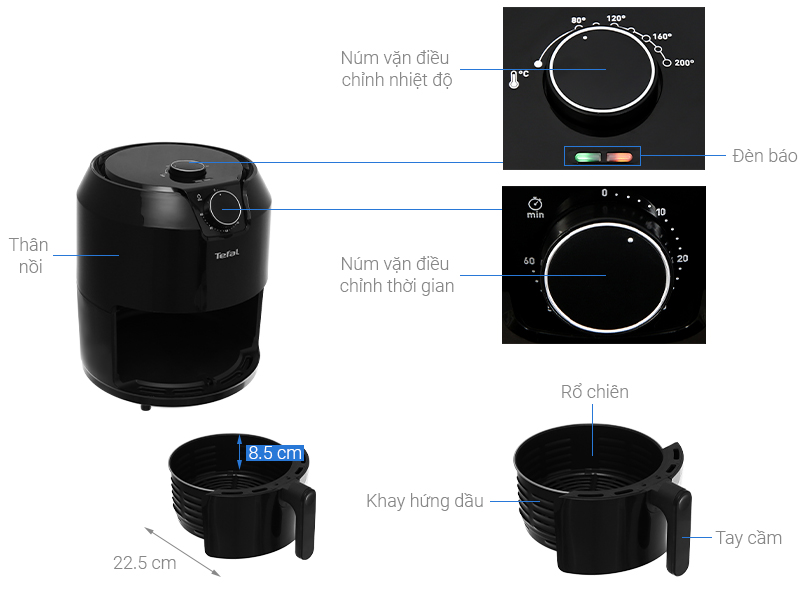 Núm vặn điều
chỉnh nhiệt độ
80°
120°
160°
200°
°C
Đèn báo
Thân
nồi
Tefal
Núm vặn điều
chỉnh thời gian
min
0
10
20
60
Rổ chiên
8.5 cm
Khay hứng dầu
Tay cầm
22.5 cm